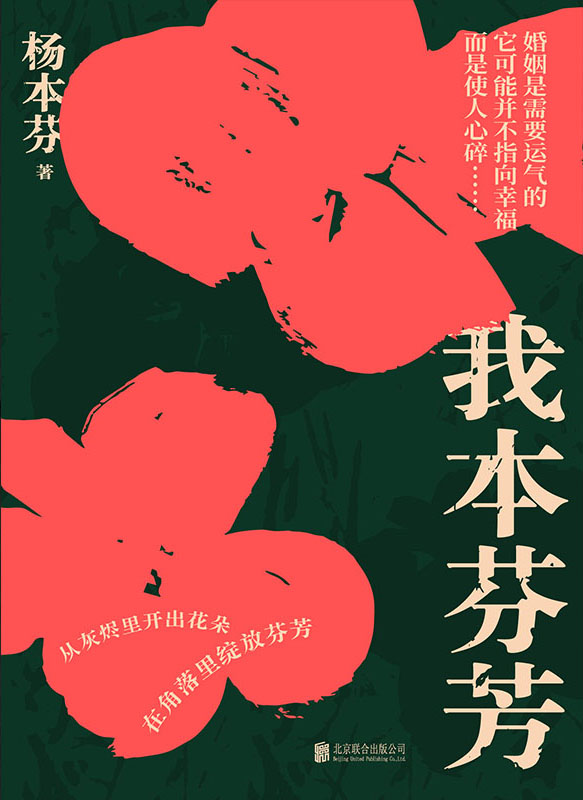 婚姻是需要运气的
它可能并不指向幸福
而是使人心碎……
杨本芬
著
我本芬芳
从灰烬里开出花朵
在角落里绽放芬芳
北京联合出版公司
Beijing United Publishing Co.,Ltd.